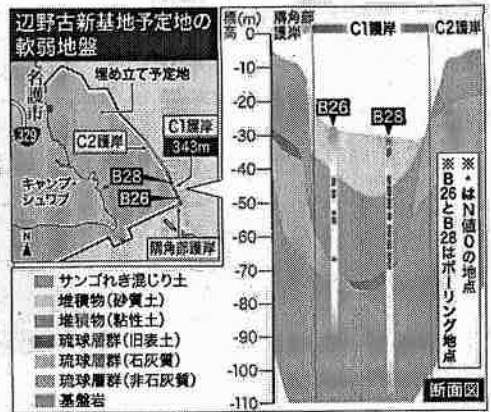 辺野古新基地予定地の
軟弱地盤
名護市
329
埋め立て予定地
C2護岸
C1護岸
343m
B28
B26
キャンプ・
シュワブ
隅角部護岸
N
サンゴれき混じり土
堆積物(砂質土)
堆積物(粘性土)
琉球層群(旧表土)
琉球層群(石灰質)
琉球層群(非石灰質)
基盤岩
標高
(m)
隅角部
護岸
C1護岸
C2護岸
0
-10
-20
-30
-40
-50
-60
-70
-80
-90
-100
-110
B26
B28
※・はN値0の地点
※B26とB28はボーリング地点
断面図